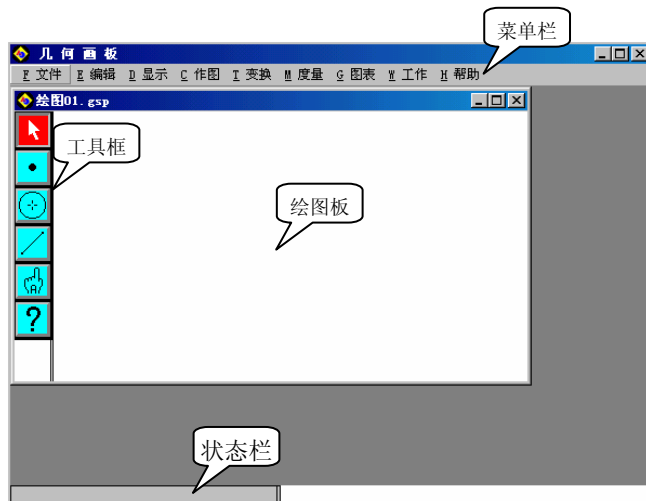 菜单栏
几何画板
F 文件 E 编辑 D 显示 C 作图 T 变换 M 度量 G 图表 W 工作 H 帮助
绘图01.gsp
工具框
绘图板
A
?
状态栏